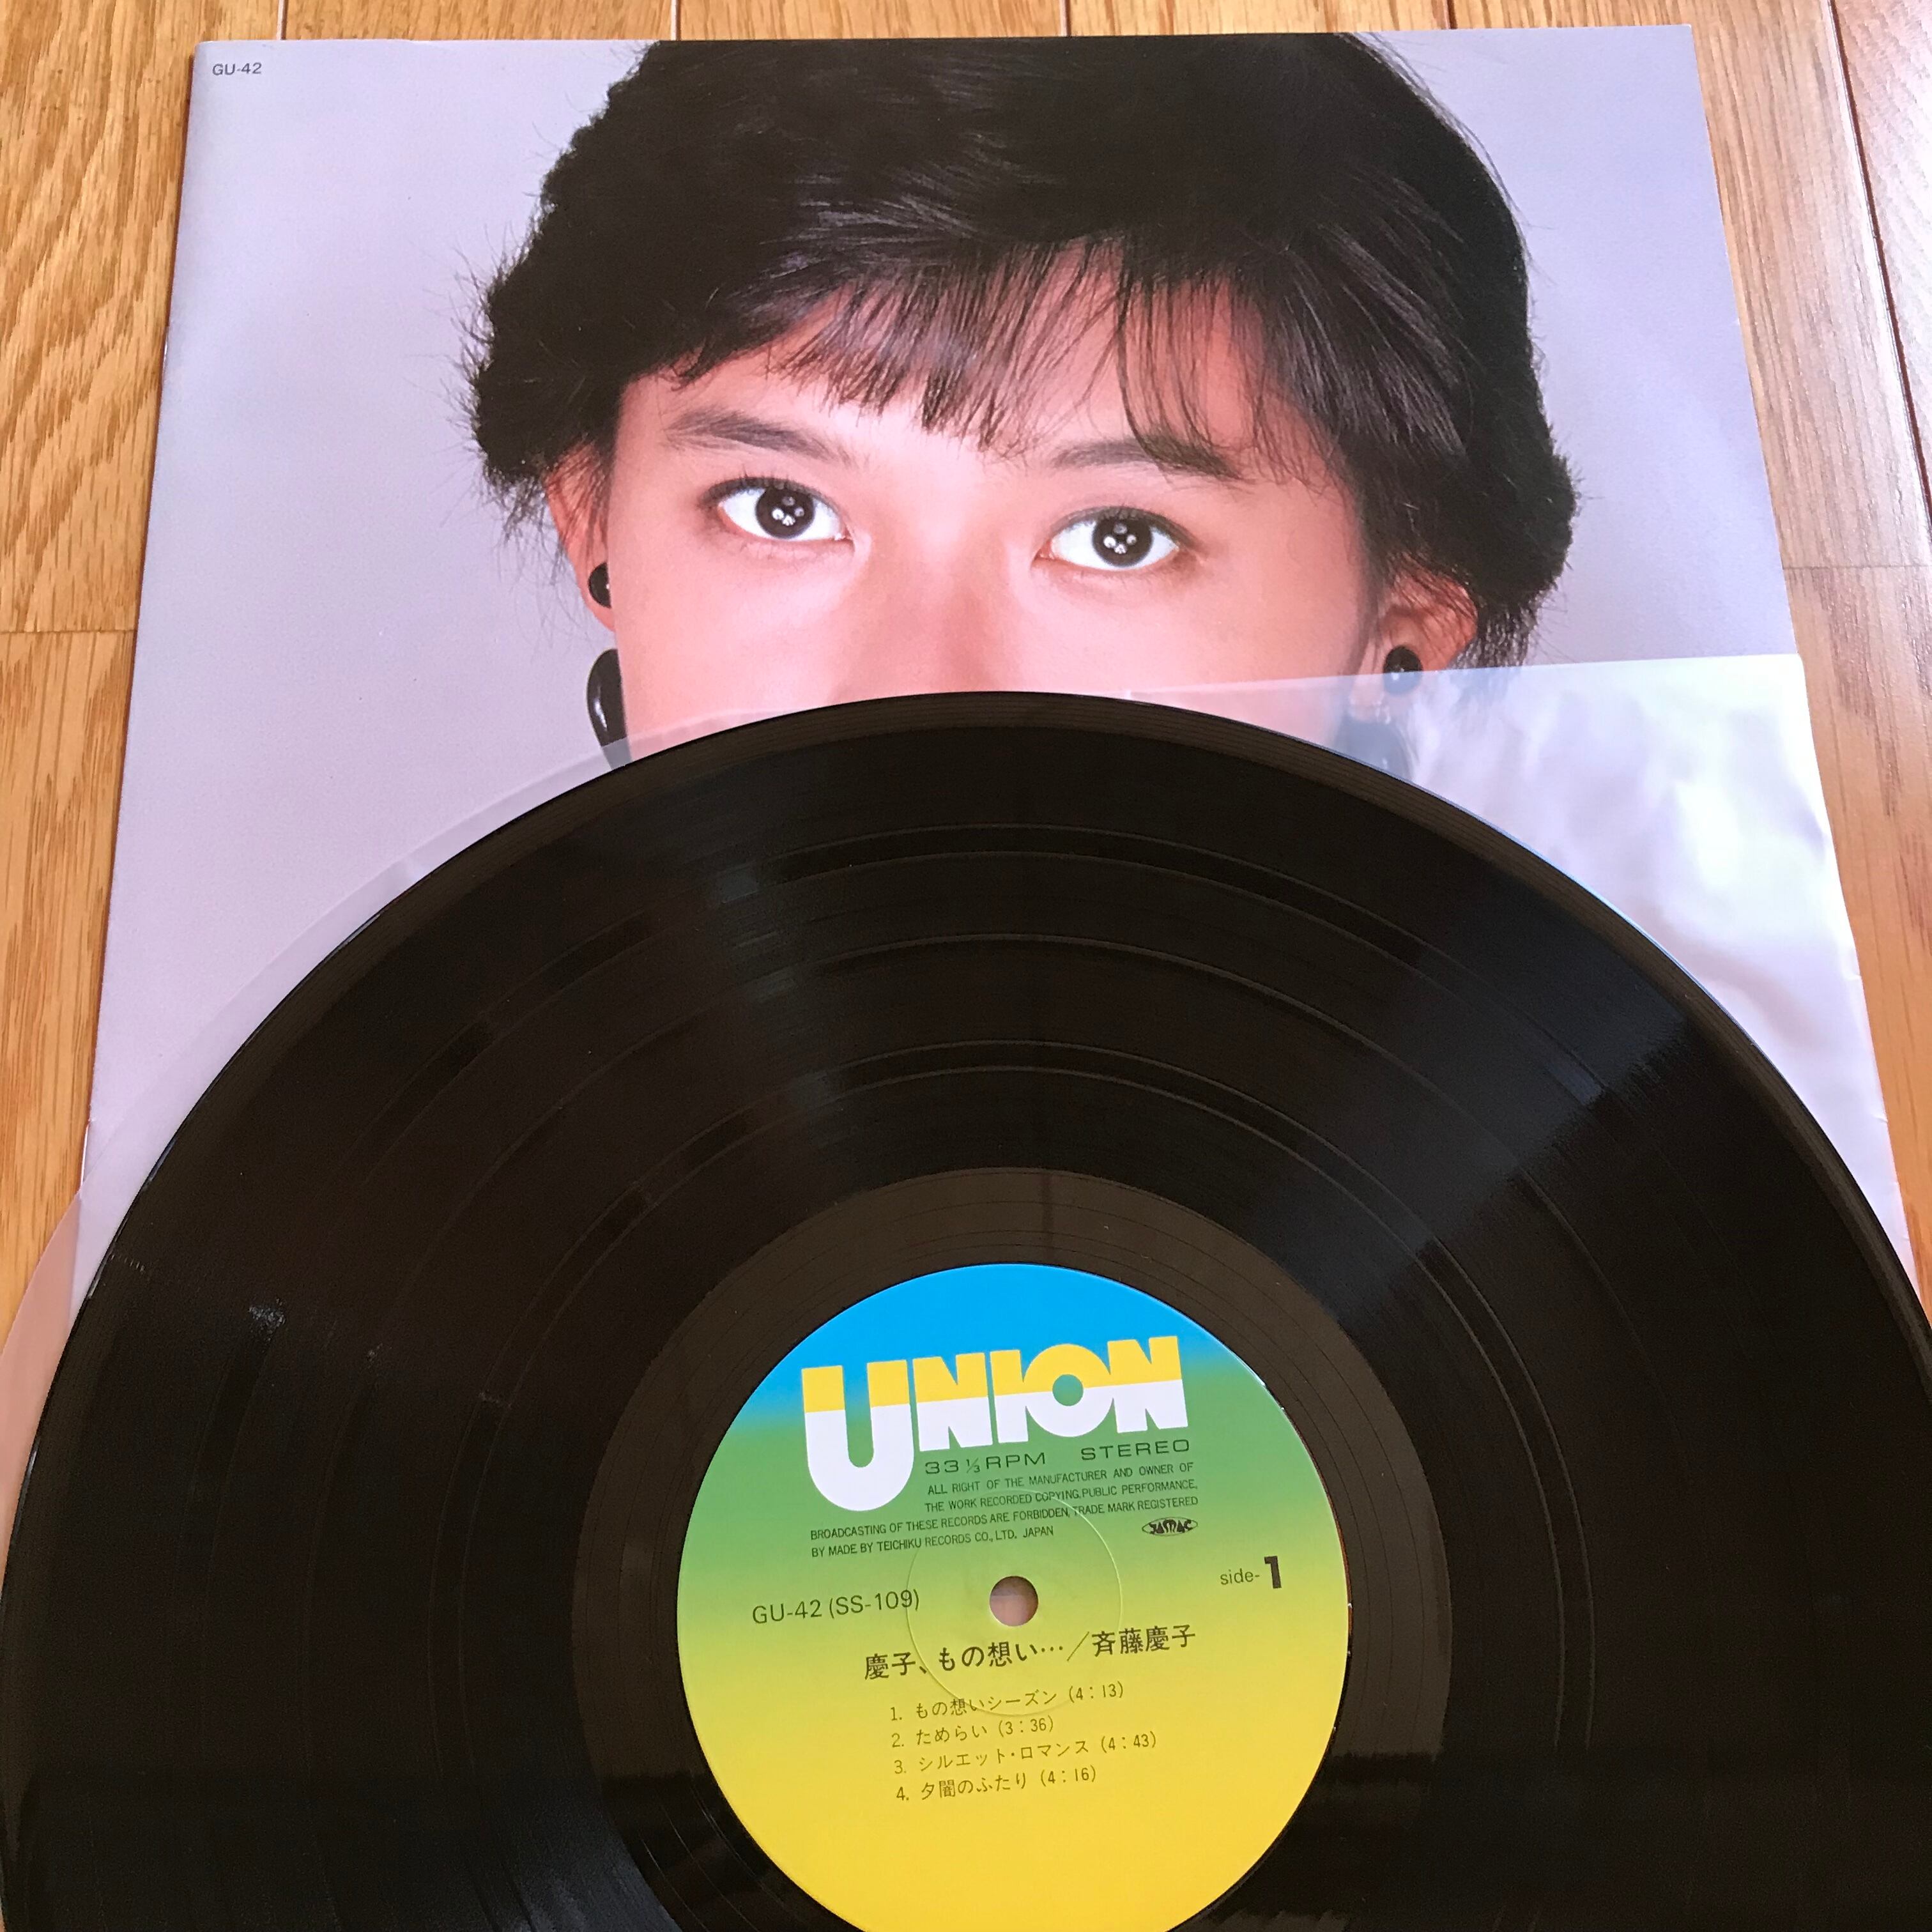 GU-42
UNION
33⅓RPM STEREO
ALL RIGHT OF THE MANUFACTURER AND OWNER OF
THE WORK RECORDED COPYING,PUBLIC PERFORMANCE,
BROADCASTING OF THESE RECORDS ARE FORBIDDEN, TRADE MARK REGISTERED
BY MADE BY TEICHIKU RECORDS CO.,LTD. JAPAN
JASRAC
side-1
GU-42 (SS-109)
慶子、もの想い…／斉藤慶子
1. もの想いシーズン (4:13)
2. ためらい (3:36)
3. シルエット・ロマンス (4:43)
4. 夕闇のふたり (4:16)